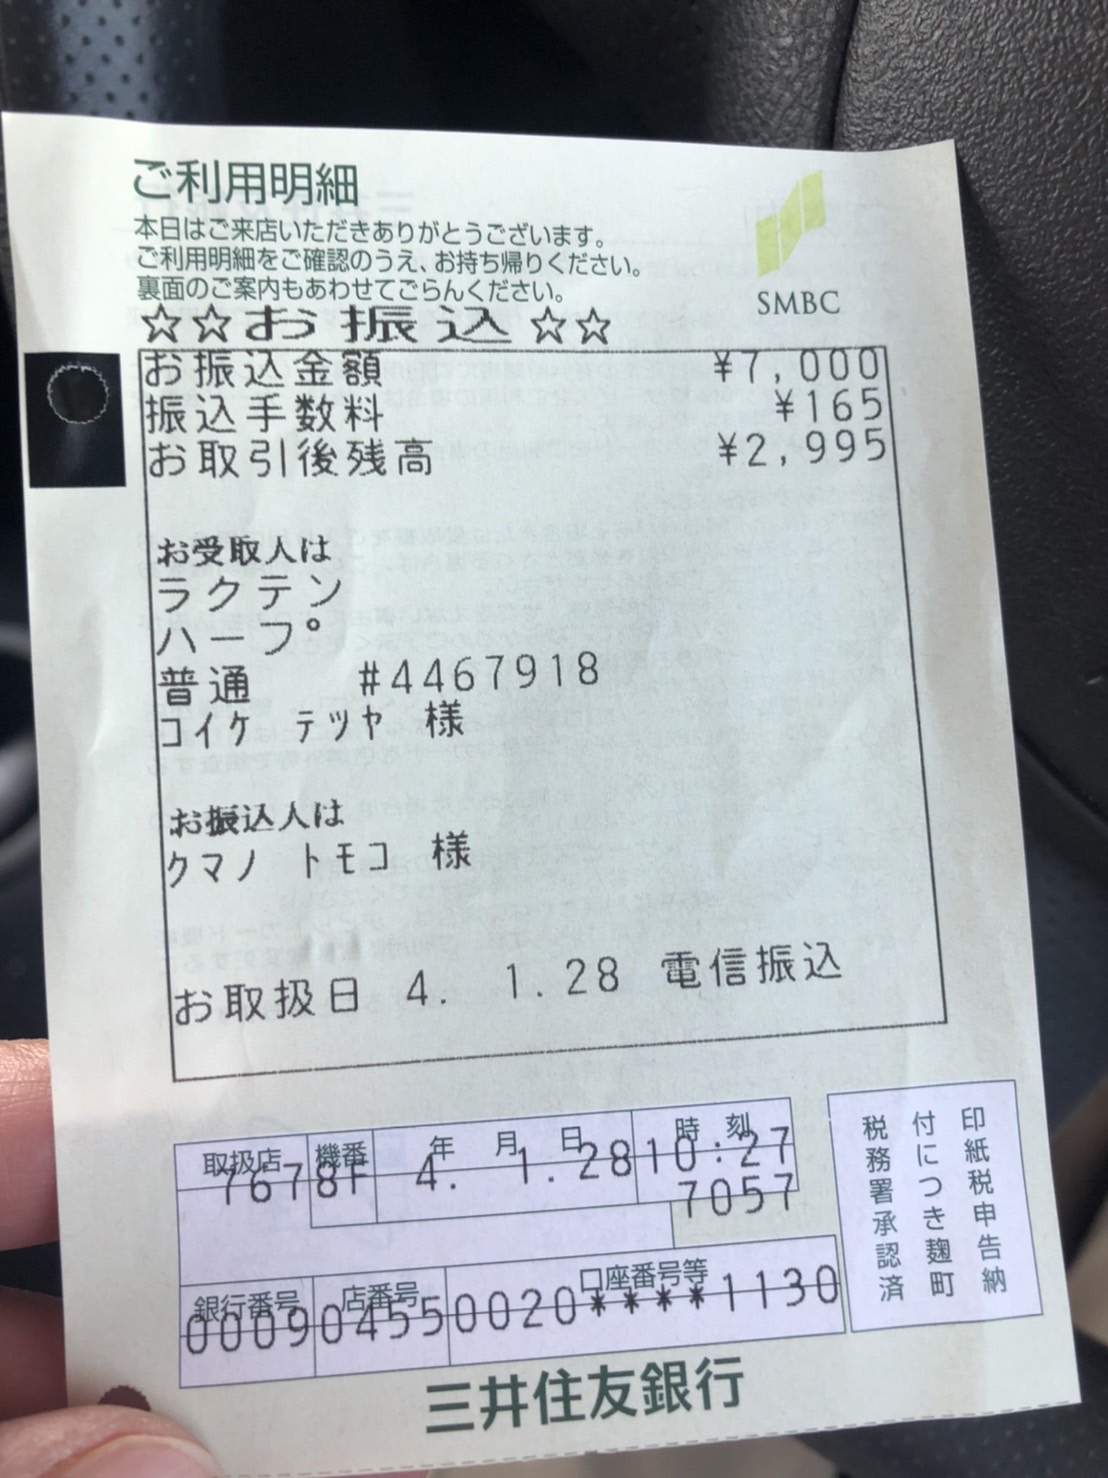 ご利用明細
本日はご来店いただきありがとうございます。
ご利用明細をご確認のうえ、お持ち帰りください。
裏面のご案内もあわせてごらんください。
SMBC
☆☆お振込☆☆
お振込金額 ¥7,000
振込手数料 ¥165
お取引後残高 ¥2,995
お受取人は
ラクテン
ハープ゜
普通 #4467918
コイケ テツヤ 様
お振込人は
クマノ トモコ 様
お取扱日 4. 1.28 電信振込
取扱店 機番 年 月 日 時 刻
7678F 4. 1.28 10:27
7057
銀行番号 店番号 口座番号等
0009 0455 0020****1130
印紙税申告納
付につき麹町
税務署承認済
三井住友銀行